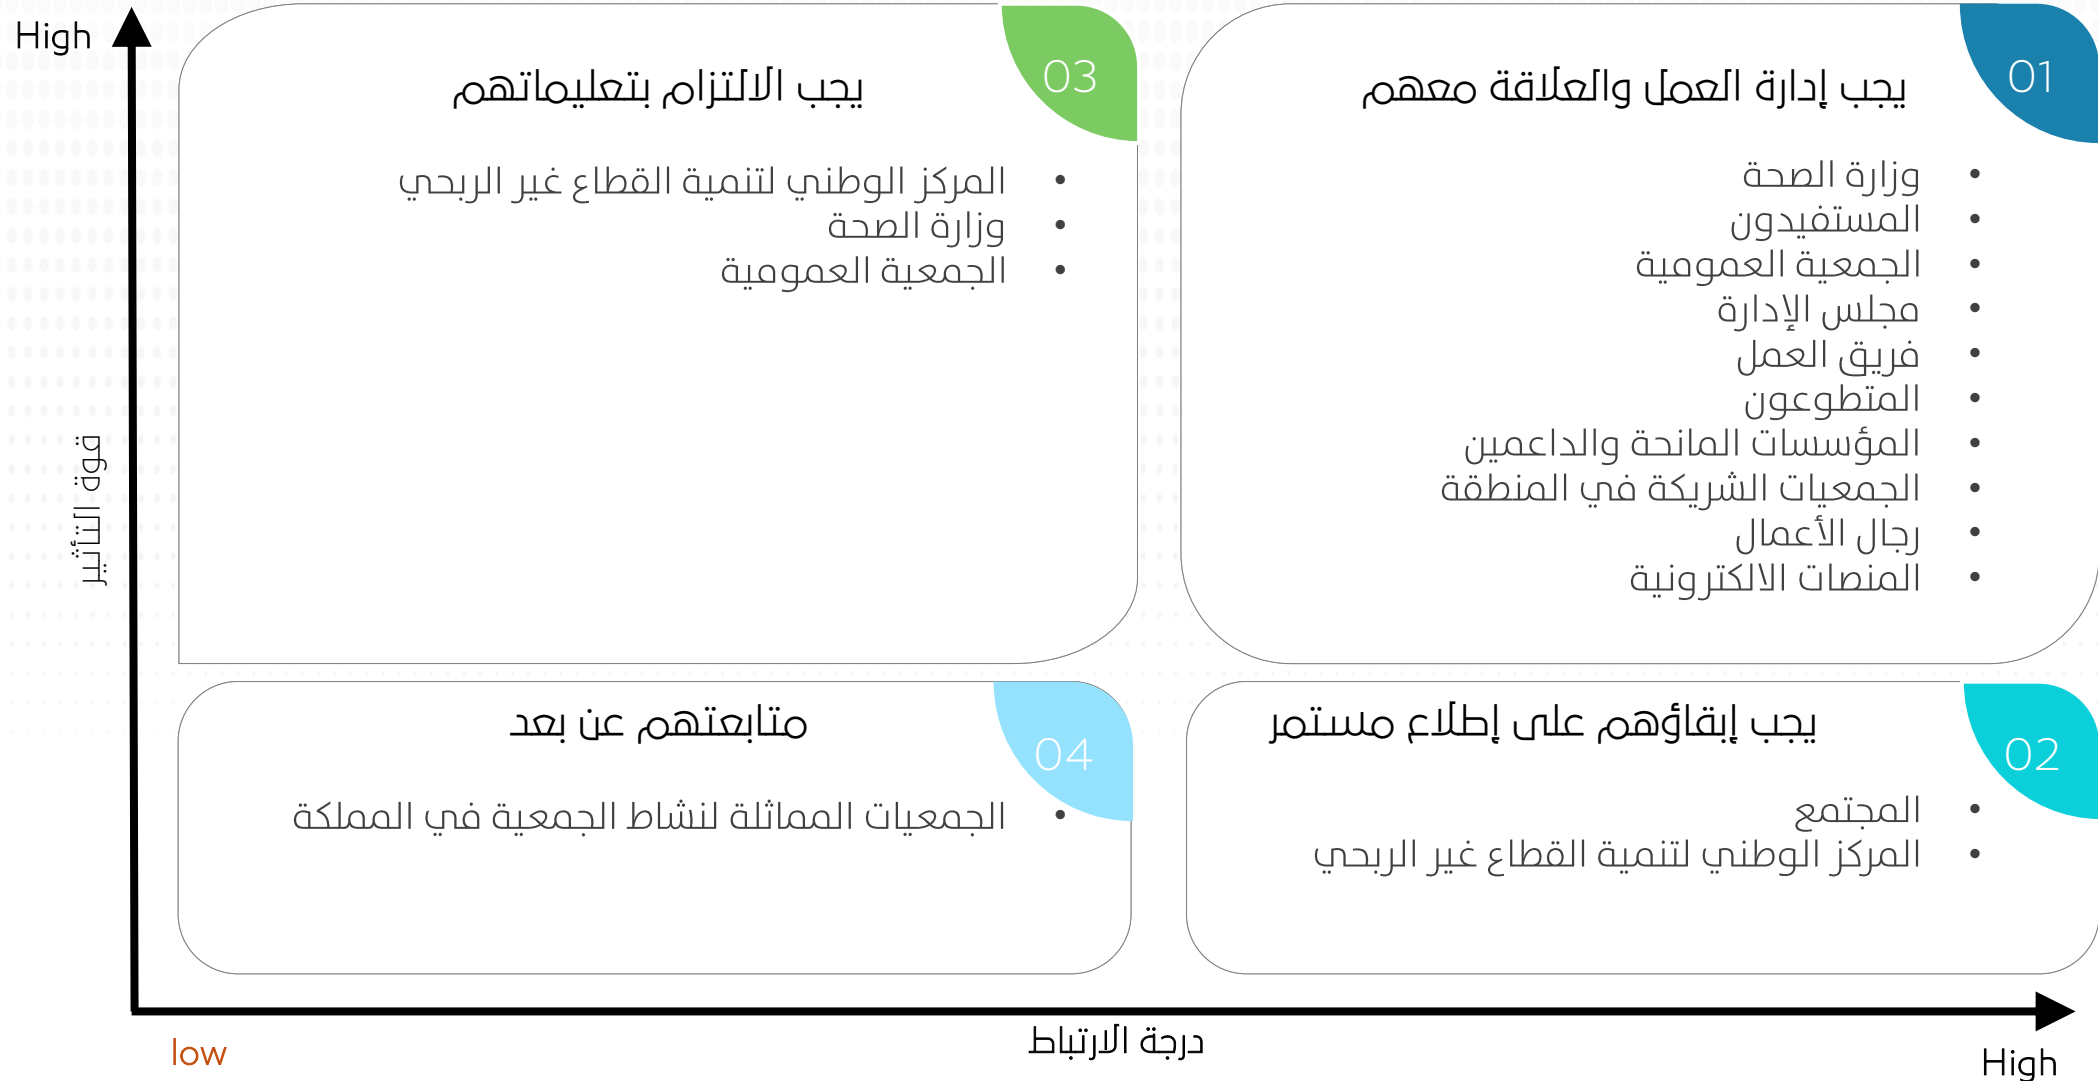 High
01
يجب إدارة العمل والعلاقة معهم
• وزارة الصحة
• المستفيدون
• الجمعية العمومية
• مجلس الإدارة
• فريق العمل
• المتطوعون
• المؤسسات المانحة والداعمين
• الجمعيات الشريكة في المنطقة
• رجال الأعمال
• المنصات الالكترونية
03
يجب الالتزام بتعليماتهم
• المركز الوطني لتنمية القطاع غير الربحي
• وزارة الصحة
• الجمعية العمومية
قوة التأثير
02
يجب إبقاؤهم على إطلاع مستمر
• المجتمع
• المركز الوطني لتنمية القطاع غير الربحي
04
متابعتهم عن بعد
• الجمعيات المماثلة لنشاط الجمعية في المملكة
low
درجة الارتباط
High